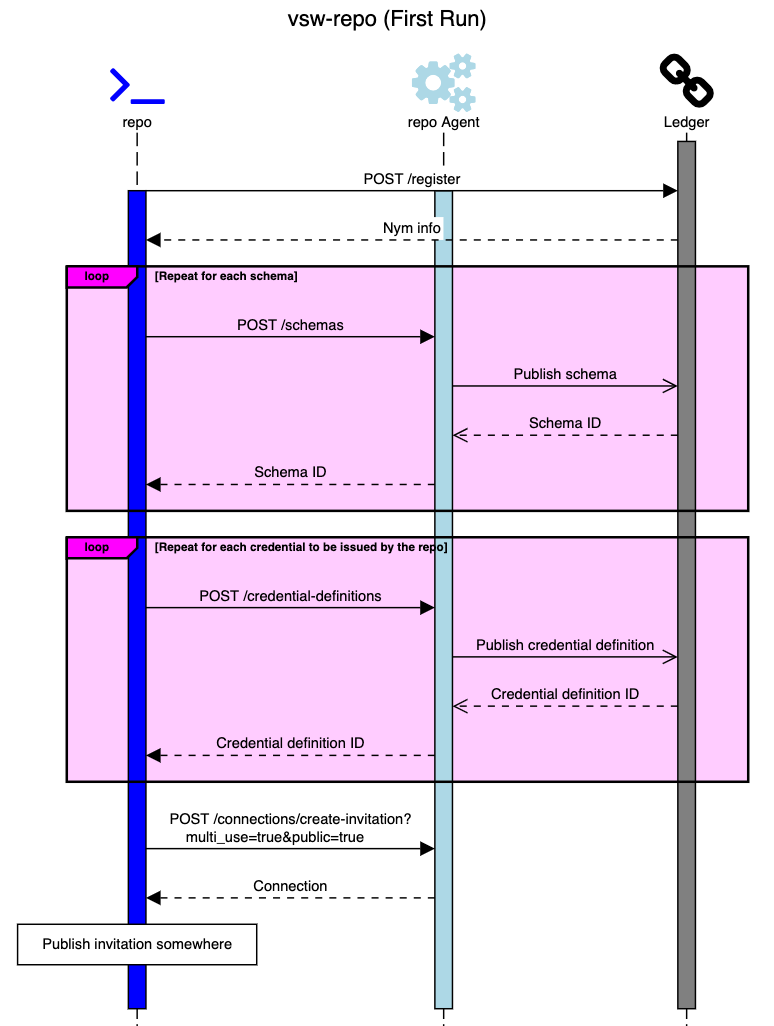 vsw-repo (First Run)
repo
repo Agent
Ledger
POST /register
Nym info
loop
[Repeat for each schema]
POST /schemas
Publish schema
Schema ID
Schema ID
loop
[Repeat for each credential to be issued by the repo]
POST /credential-definitions
Publish credential definition
Credential definition ID
Credential definition ID
POST /connections/create-invitation?
multi_use=true&public=true
Connection
Publish invitation somewhere